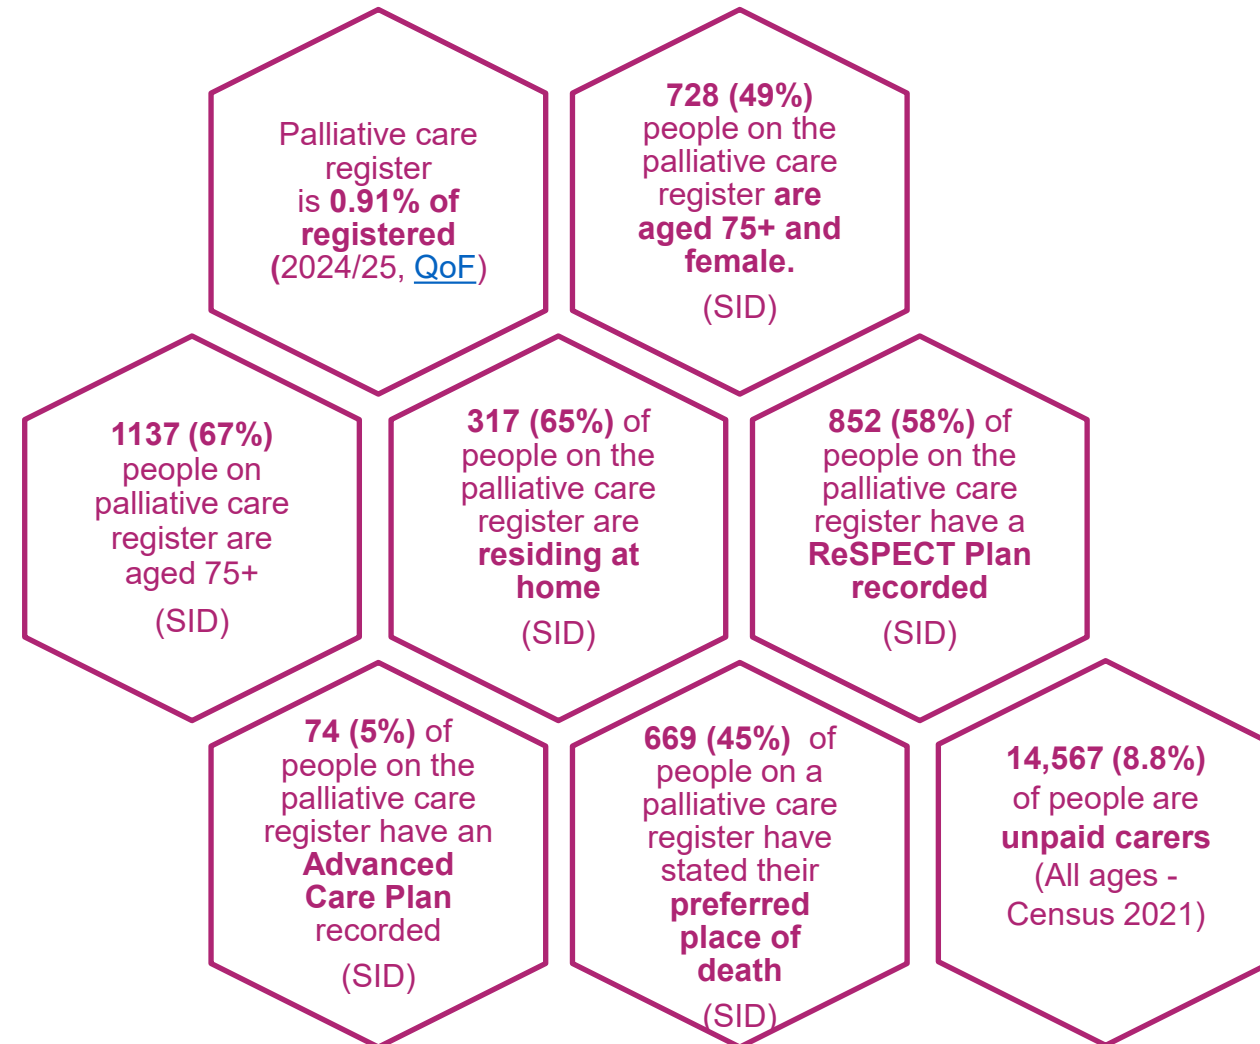 Palliative care
register
is 0.91% of
registered
(2024/25, QoF)
728 (49%)
people on the
palliative care
register are
aged 75+ and
female.
(SID)
1137 (67%)
people on
palliative care
register are
aged 75+
(SID)
317 (65%) of
people on the
palliative care
register are
residing at
home
(SID)
852 (58%) of
people on the
palliative care
register have a
ReSPECT Plan
recorded
(SID)
74 (5%) of
people on the
palliative care
register have an
Advanced
Care Plan
recorded
(SID)
669 (45%) of
people on a
palliative care
register have
stated their
preferred
place of
death
(SID)
14,567 (8.8%)
of people are
unpaid carers
(All ages -
Census 2021)